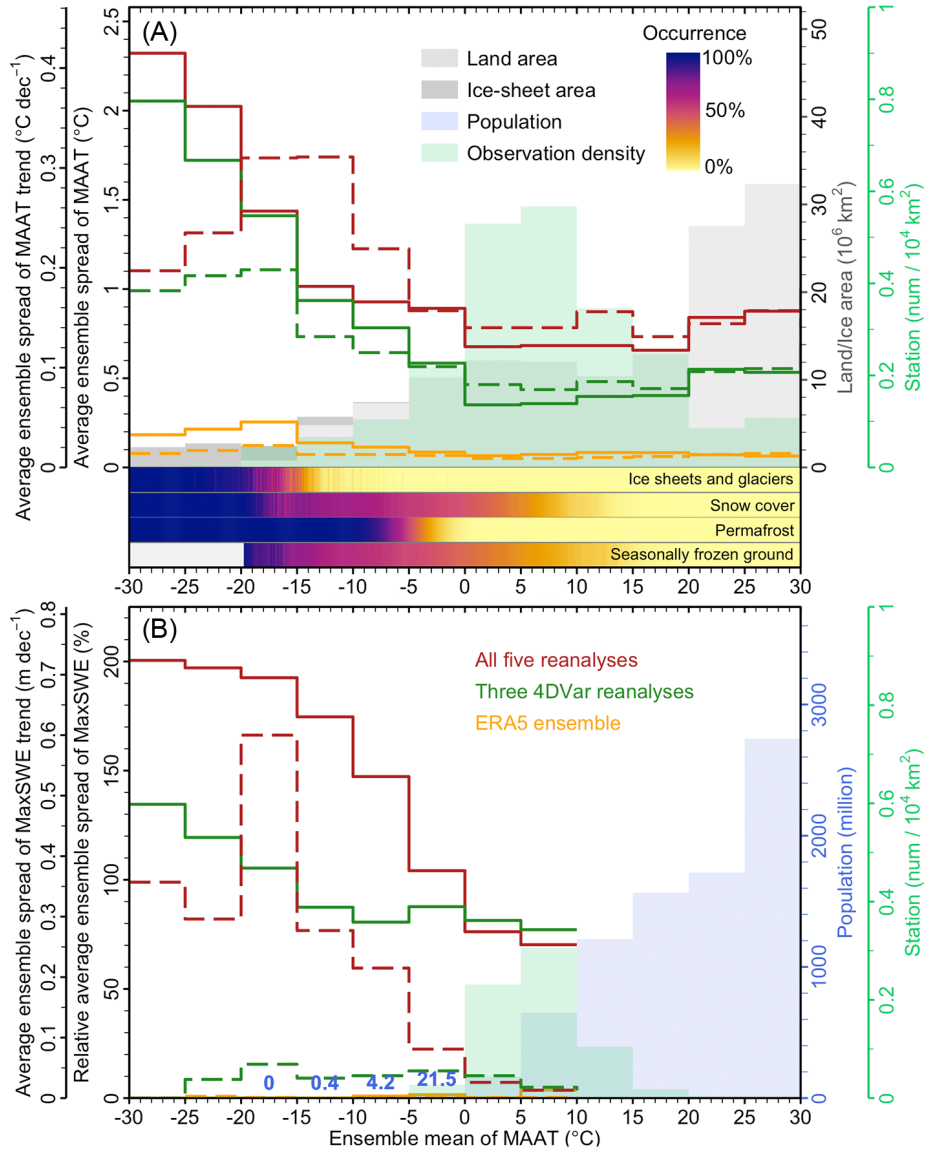 (A)
Average ensemble spread of MAAT trend (°C dec⁻¹)
0 0.1 0.2 0.3 0.4
Average ensemble spread of MAAT (°C)
0 0.5 1 1.5 2 2.5
Land area
Ice-sheet area
Population
Observation density
Occurrence
100%
50%
0%
Land/Ice area (10⁶ km²)
0 10 20 30 40 50
Station (num / 10⁴ km²)
0 0.2 0.4 0.6 0.8 1
Ice sheets and glaciers
Snow cover
Permafrost
Seasonally frozen ground
-30 -25 -20 -15 -10 -5 0 5 10 15 20 25 30
(B)
Average ensemble spread of MaxSWE trend (m dec⁻¹)
0 0.1 0.2 0.3 0.4 0.5 0.6 0.7 0.8
Relative average ensemble spread of MaxSWE (%)
0 50 100 150 200
All five reanalyses
Three 4DVar reanalyses
ERA5 ensemble
0 0.4 4.2 21.5
Population (million)
0 1000 2000 3000
Station (num / 10⁴ km²)
0 0.2 0.4 0.6 0.8 1
-30 -25 -20 -15 -10 -5 0 5 10 15 20 25 30
Ensemble mean of MAAT (°C)